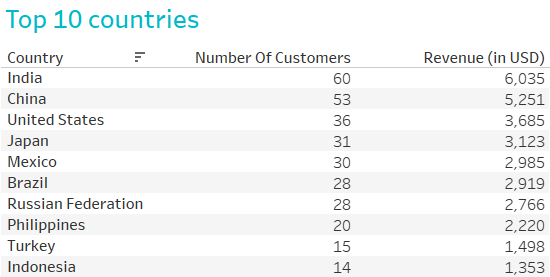 Top 10 countries
Country Number Of Customers Revenue (in USD)
India 60 6,035
China 53 5,251
United States 36 3,685
Japan 31 3,123
Mexico 30 2,985
Brazil 28 2,919
Russian Federation 28 2,766
Philippines 20 2,220
Turkey 15 1,498
Indonesia 14 1,353